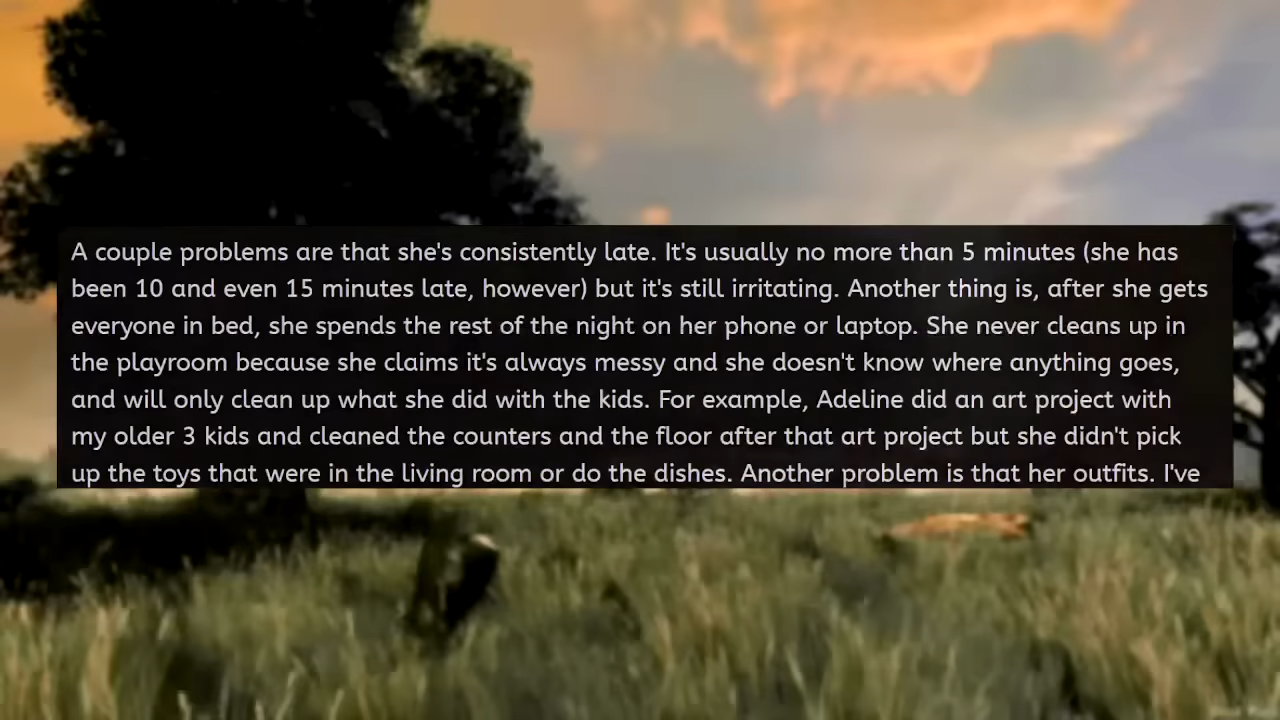 A couple problems are that she's consistently late. It's usually no more than 5 minutes (she has
been 10 and even 15 minutes late, however) but it's still irritating. Another thing is, after she gets
everyone in bed, she spends the rest of the night on her phone or laptop. She never cleans up in
the playroom because she claims it's always messy and she doesn't know where anything goes,
and will only clean up what she did with the kids. For example, Adeline did an art project with
my older 3 kids and cleaned the counters and the floor after that art project but she didn't pick
up the toys that were in the living room or do the dishes. Another problem is that her outfits. I've